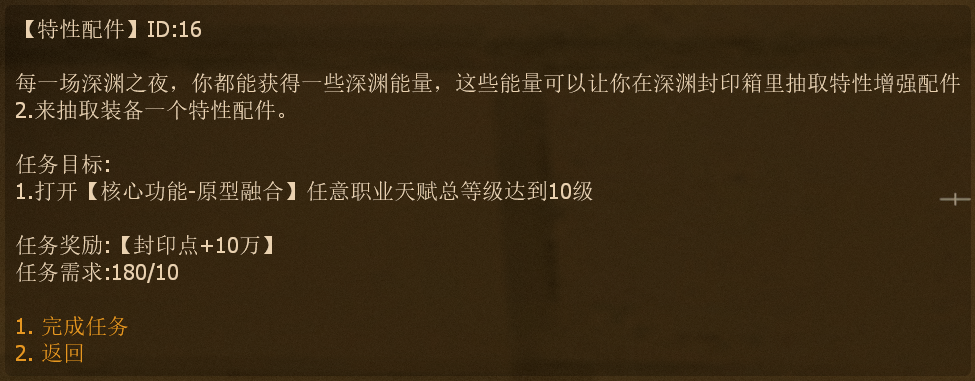 【特性配件】ID:16
每一场深渊之夜，你都能获得一些深渊能量，这些能量可以让你在深渊封印箱里抽取特性增强配件
2.来抽取装备一个特性配件。
任务目标:
1.打开【核心功能-原型融合】任意职业天赋总等级达到10级
任务奖励:【封印点+10万】
任务需求:180/10
1. 完成任务
2. 返回